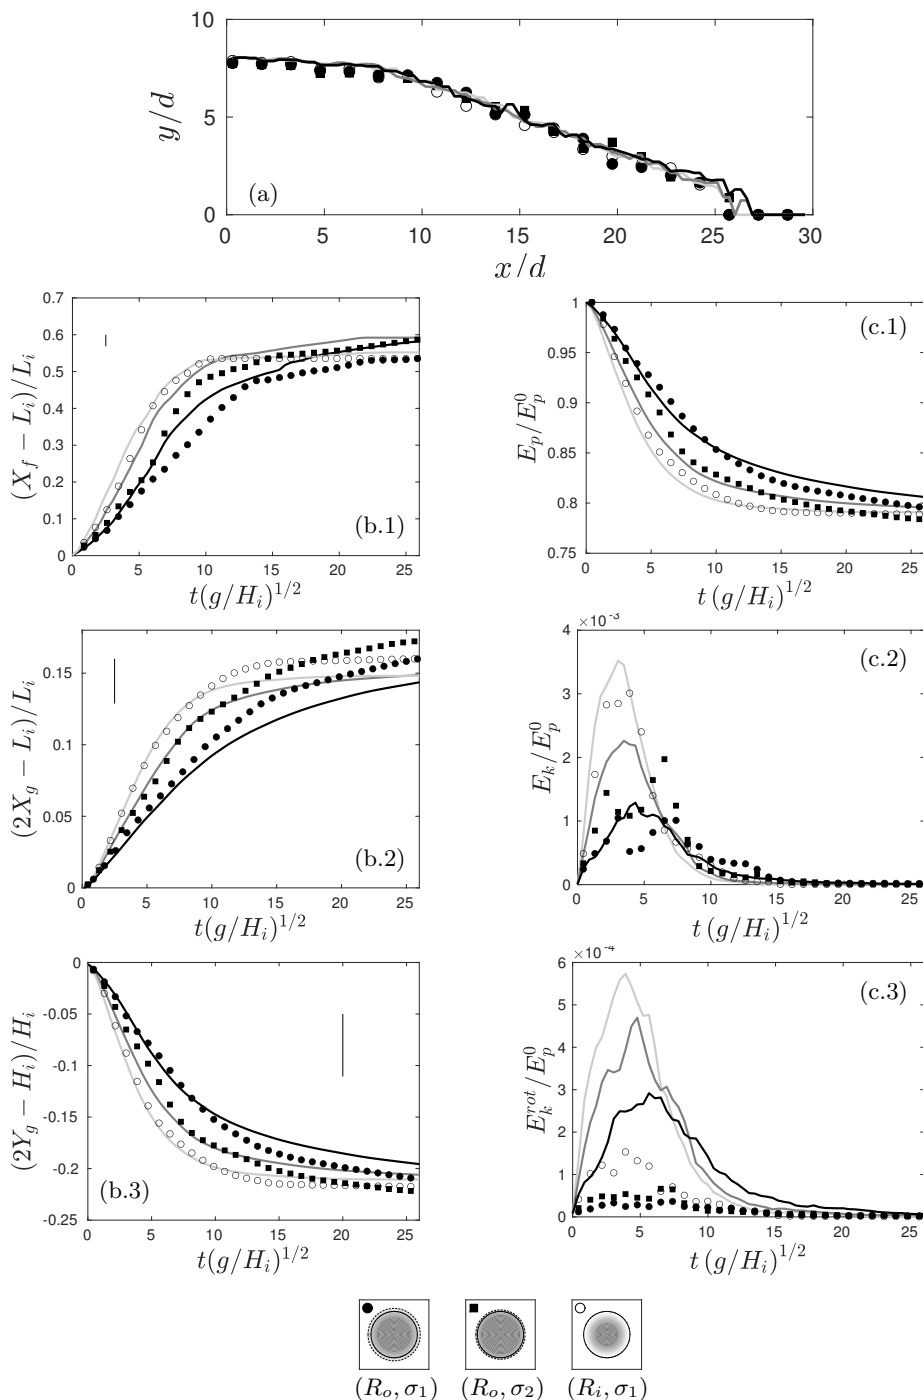 10
5
0
y/d
(a)
0 5 10 15 20 25 30
x/d
0.7
0.6
0.5
0.4
0.3
0.2
0.1
0
(X_f − L_i)/L_i
(b.1)
0 5 10 15 20 25
t(g/H_i)^{1/2}
1
0.95
0.9
0.85
0.8
0.75
E_p/E_p^0
(c.1)
0 5 10 15 20 25
t(g/H_i)^{1/2}
0.15
0.1
0.05
0
(2X_g − L_i)/L_i
(b.2)
0 5 10 15 20 25
t(g/H_i)^{1/2}
×10^{-3}
4
3
2
1
0
E_k/E_p^0
(c.2)
0 5 10 15 20 25
t(g/H_i)^{1/2}
0
-0.05
-0.1
-0.15
-0.2
-0.25
(2Y_g − H_i)/H_i
(b.3)
0 5 10 15 20 25
t(g/H_i)^{1/2}
×10^{-4}
6
5
4
3
2
1
0
E_k^{rot}/E_p^0
(c.3)
0 5 10 15 20 25
t(g/H_i)^{1/2}
(R_o, σ_1) (R_o, σ_2) (R_i, σ_1)